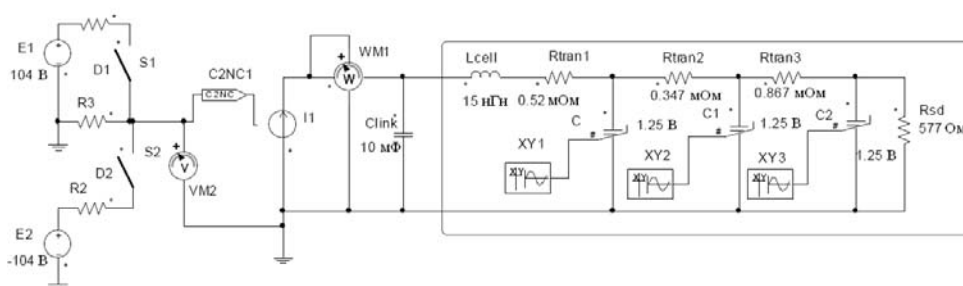 E1
104 В
D1
S1
R3
R2
S2
D2
E2
-104 В
VM2
V
C2NC1
C2NC
I1
WM1
W
Clink
10 мФ
Lcell
15 нГн
Rtran1
0.52 мОм
Rtran2
0.347 мОм
Rtran3
0.867 мОм
C
1.25 В
C1
1.25 В
C2
1.25 В
XY1
XY2
XY3
Rsd
577 Ом